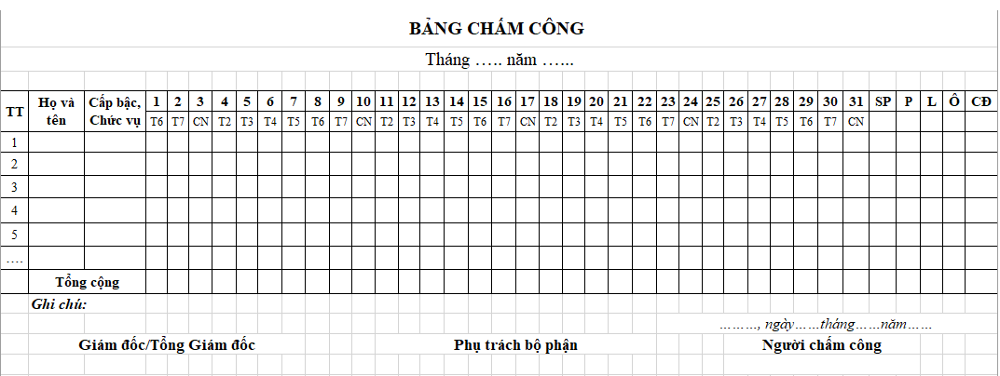 BẢNG CHẤM CÔNG
Tháng ….. năm …...
TT Họ và tên Cấp bậc, Chức vụ 1 2 3 4 5 6 7 8 9 10 11 12 13 14 15 16 17 18 19 20 21 22 23 24 25 26 27 28 29 30 31 SP P L Ô CĐ
T6 T7 CN T2 T3 T4 T5 T6 T7 CN T2 T3 T4 T5 T6 T7 CN T2 T3 T4 T5 T6 T7 CN T2 T3 T4 T5 T6 T7 CN
1
2
3
4
5
….
Tổng cộng
Ghi chú:
………, ngày……tháng……năm……
Giám đốc/Tổng Giám đốc Phụ trách bộ phận Người chấm công